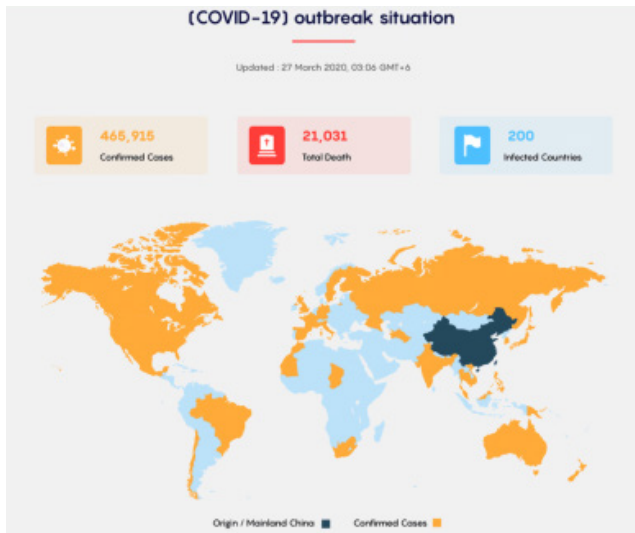 (COVID-19) outbreak situation
Updated : 27 March 2020, 03:06 GMT+6
465,915
Confirmed Cases
21,031
Total Death
200
Infected Countries
Origin / Mainland China
Confirmed Cases